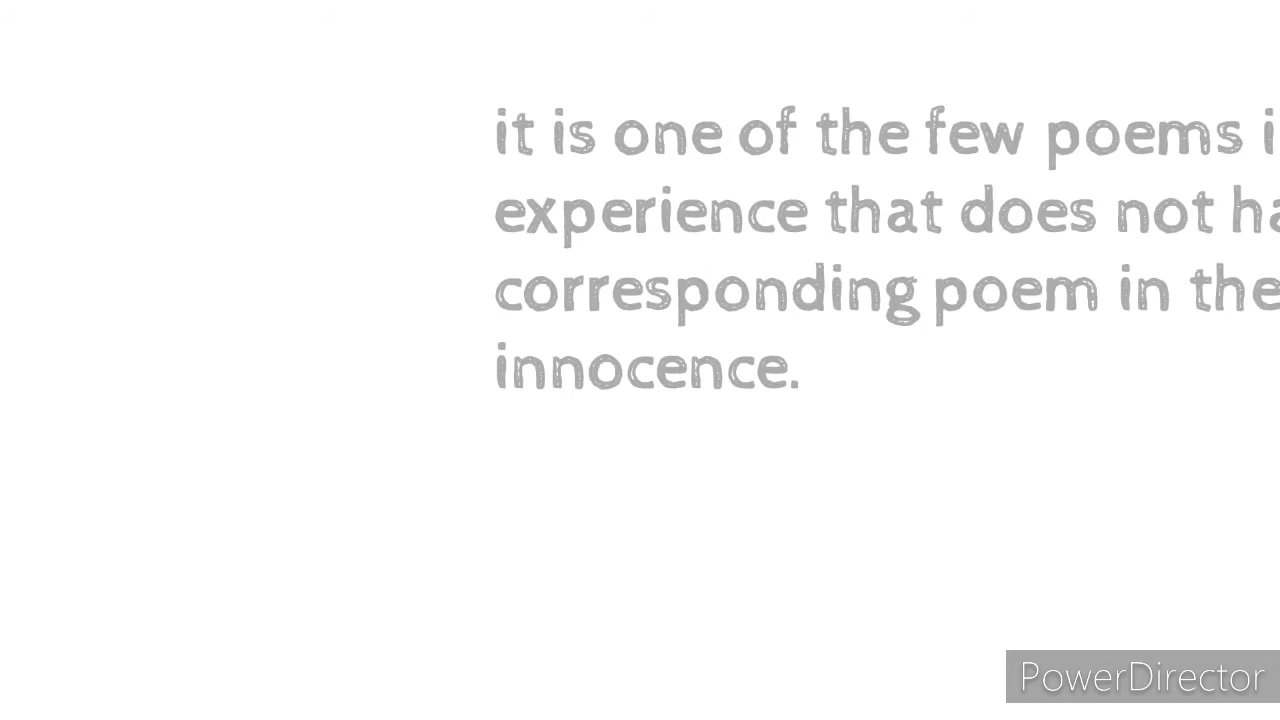 it is one of the few poems i
experience that does not ha
corresponding poem in the
innocence.
PowerDirector